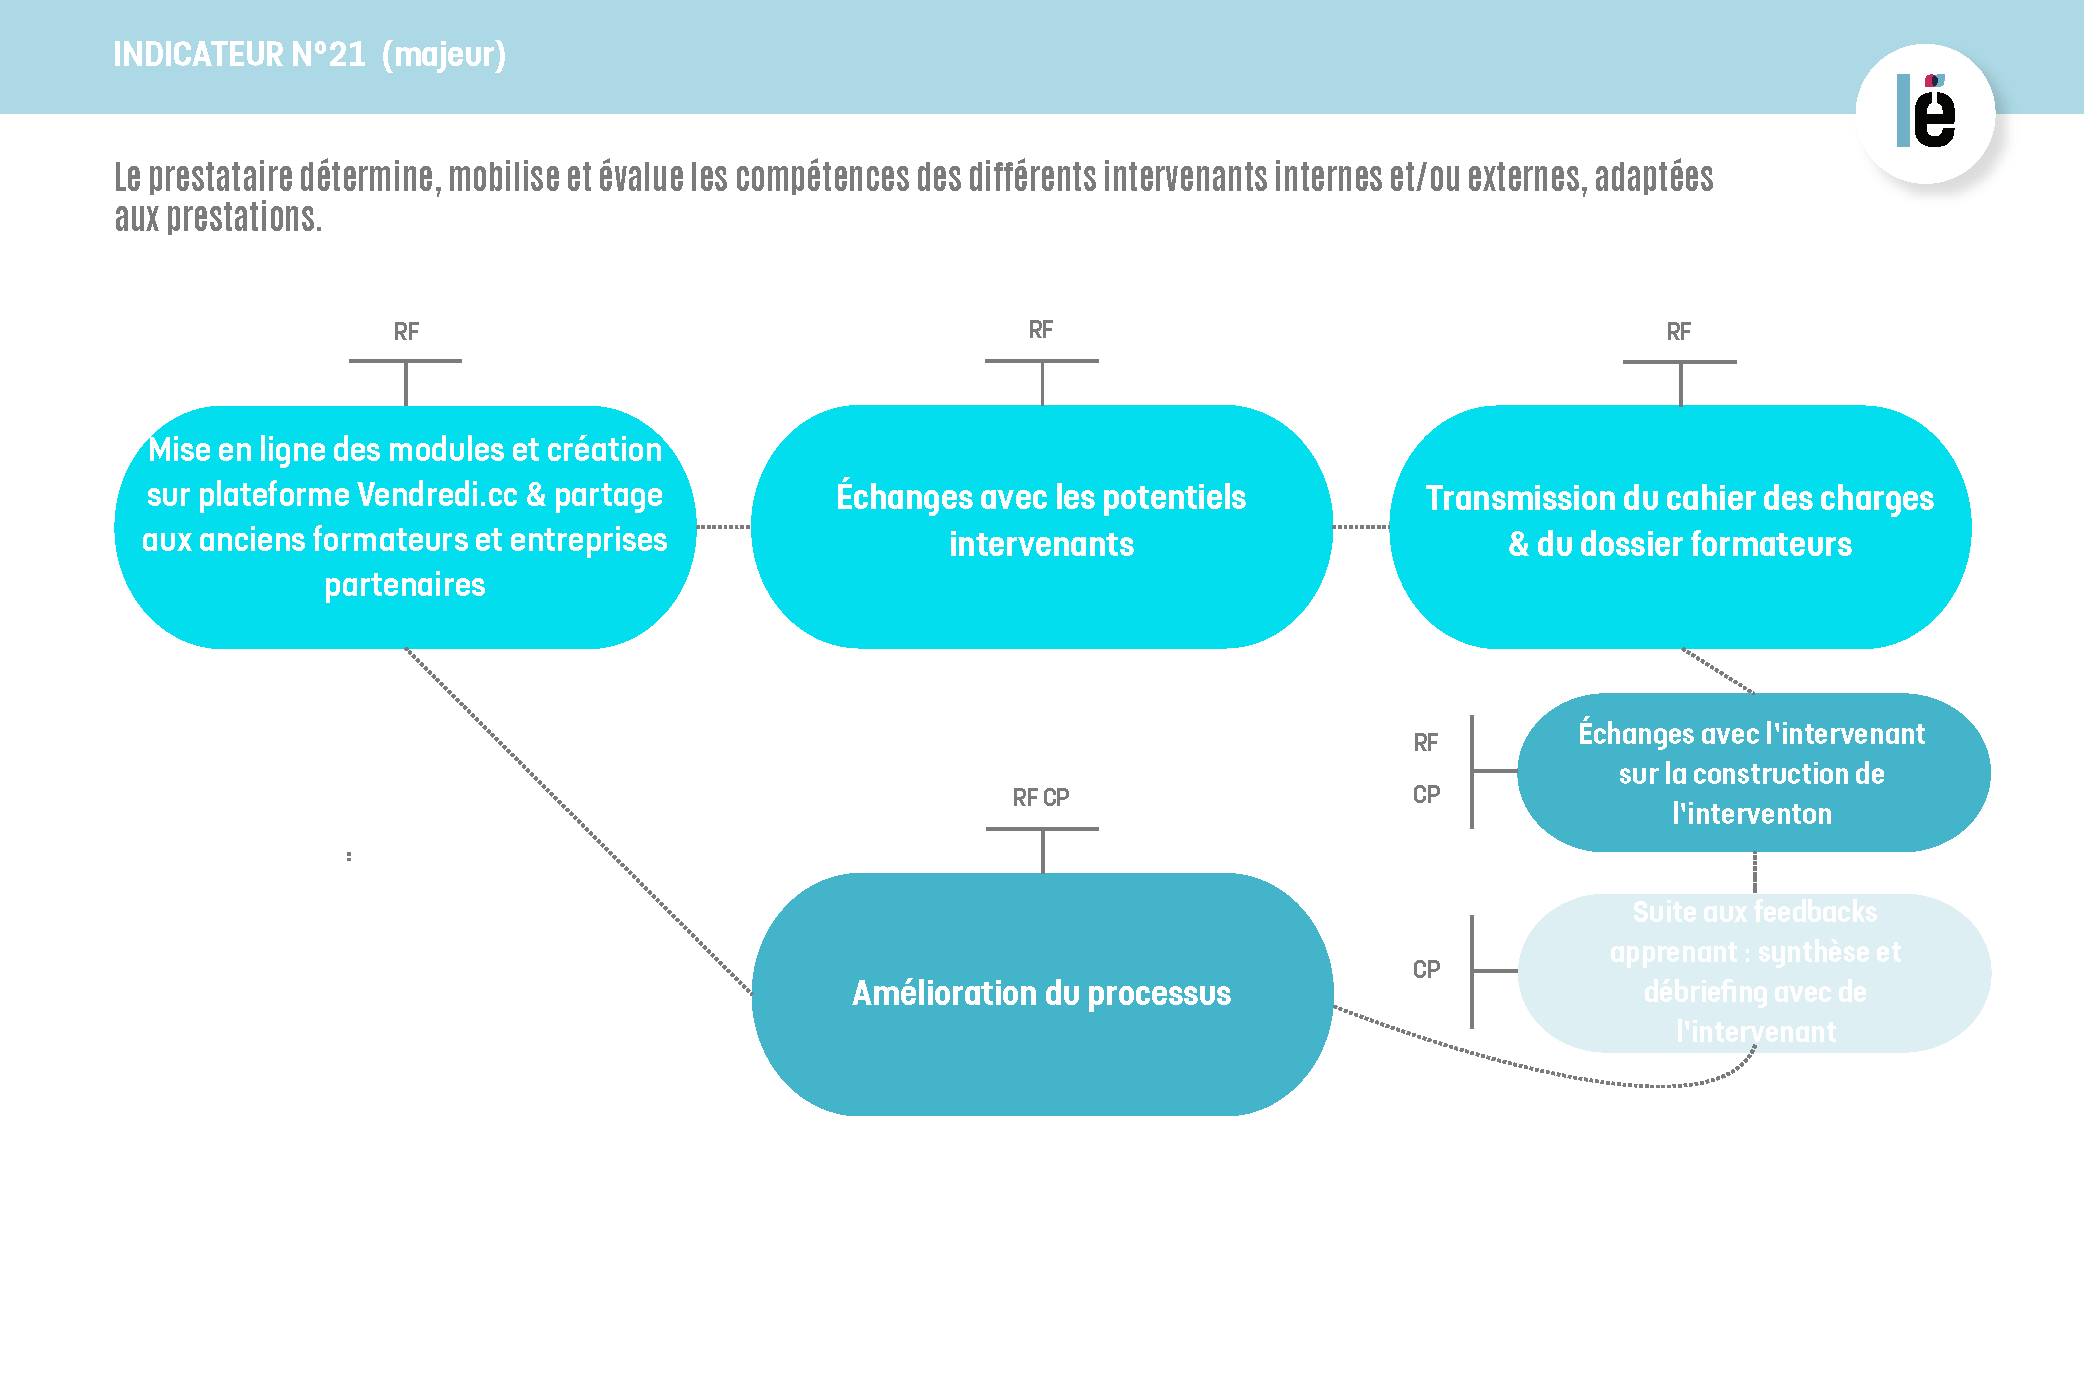 INDICATEUR N°21 (majeur)
lé
Le prestataire détermine, mobilise et évalue les compétences des différents intervenants internes et/ou externes, adaptées
aux prestations.
RF
RF
RF
Mise en ligne des modules et création
sur plateforme Vendredi.cc & partage
aux anciens formateurs et entreprises
partenaires
Échanges avec les potentiels
intervenants
Transmission du cahier des charges
& du dossier formateurs
RF
CP
Échanges avec l'intervenant
sur la construction de
l'interventon
CP
Suite aux feedbacks
apprenant : synthèse et
débriefing avec de
l'intervenant
RF CP
Amélioration du processus
: